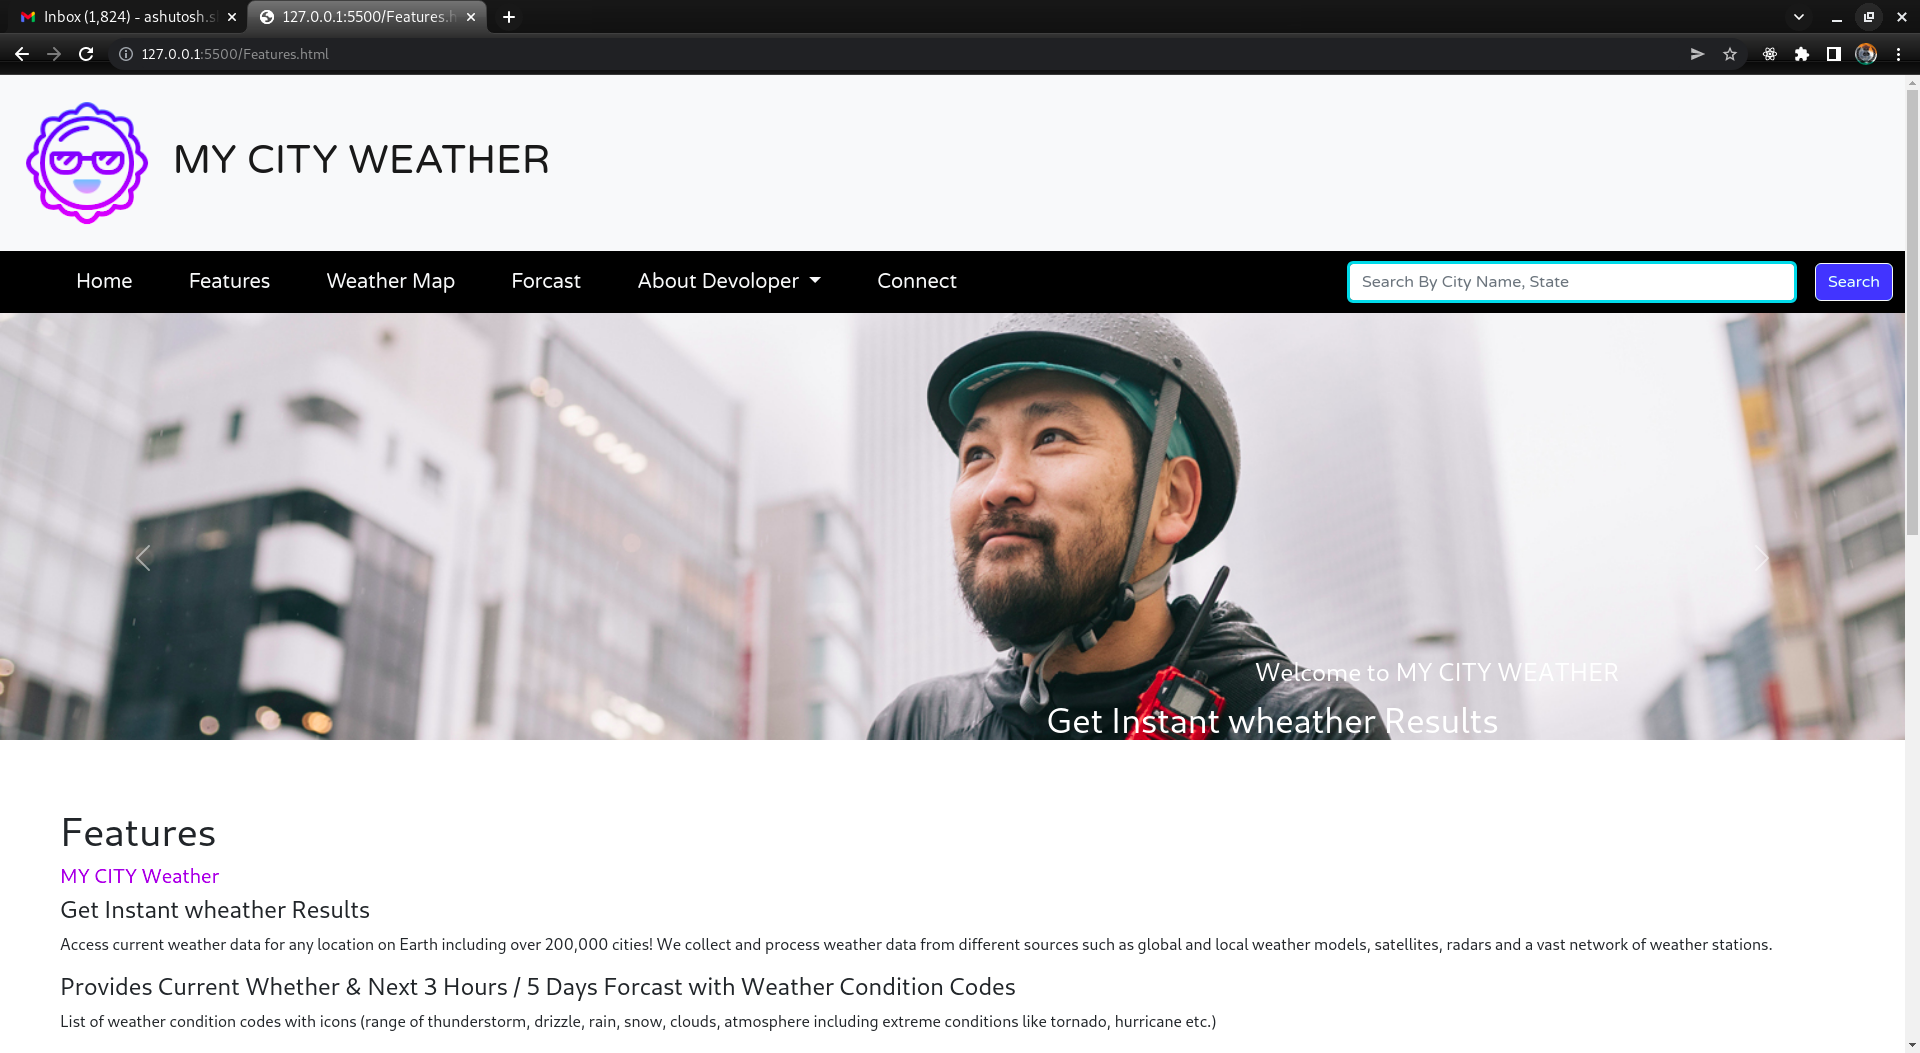 Inbox (1,824) - ashutosh.s
127.0.0.1:5500/Features.h
127.0.0.1:5500/Features.html
MY CITY WEATHER
Home Features Weather Map Forcast About Devoloper Connect Search By City Name, State Search
Welcome to MY CITY WEATHER
Get Instant wheather Results
Features
MY CITY Weather
Get Instant wheather Results
Access current weather data for any location on Earth including over 200,000 cities! We collect and process weather data from different sources such as global and local weather models, satellites, radars and a vast network of weather stations.
Provides Current Whether & Next 3 Hours / 5 Days Forcast with Weather Condition Codes
List of weather condition codes with icons (range of thunderstorm, drizzle, rain, snow, clouds, atmosphere including extreme conditions like tornado, hurricane etc.)